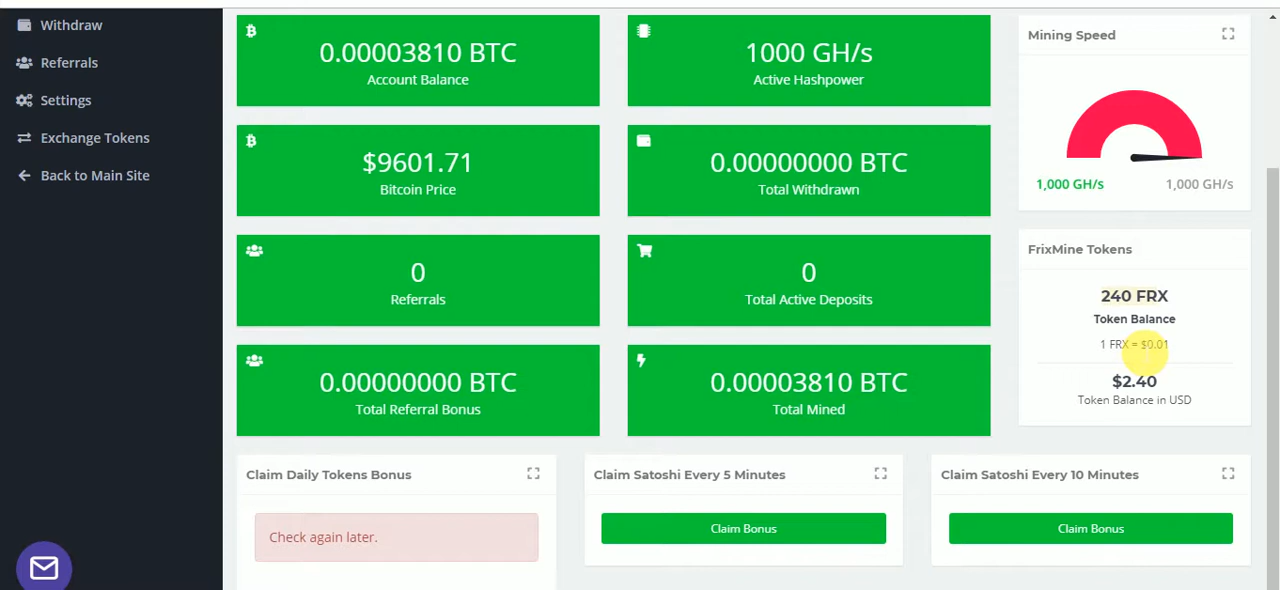 Withdraw
Referrals
Settings
Exchange Tokens
Back to Main Site
0.00003810 BTC
Account Balance
1000 GH/s
Active Hashpower
$9601.71
Bitcoin Price
0.00000000 BTC
Total Withdrawn
0
Referrals
0
Total Active Deposits
0.00000000 BTC
Total Referral Bonus
0.00003810 BTC
Total Mined
Mining Speed
1,000 GH/s 1,000 GH/s
FrixMine Tokens
240 FRX
Token Balance
1 FRX = $0.01
$2.40
Token Balance in USD
Claim Daily Tokens Bonus
Check again later.
Claim Satoshi Every 5 Minutes
Claim Bonus
Claim Satoshi Every 10 Minutes
Claim Bonus